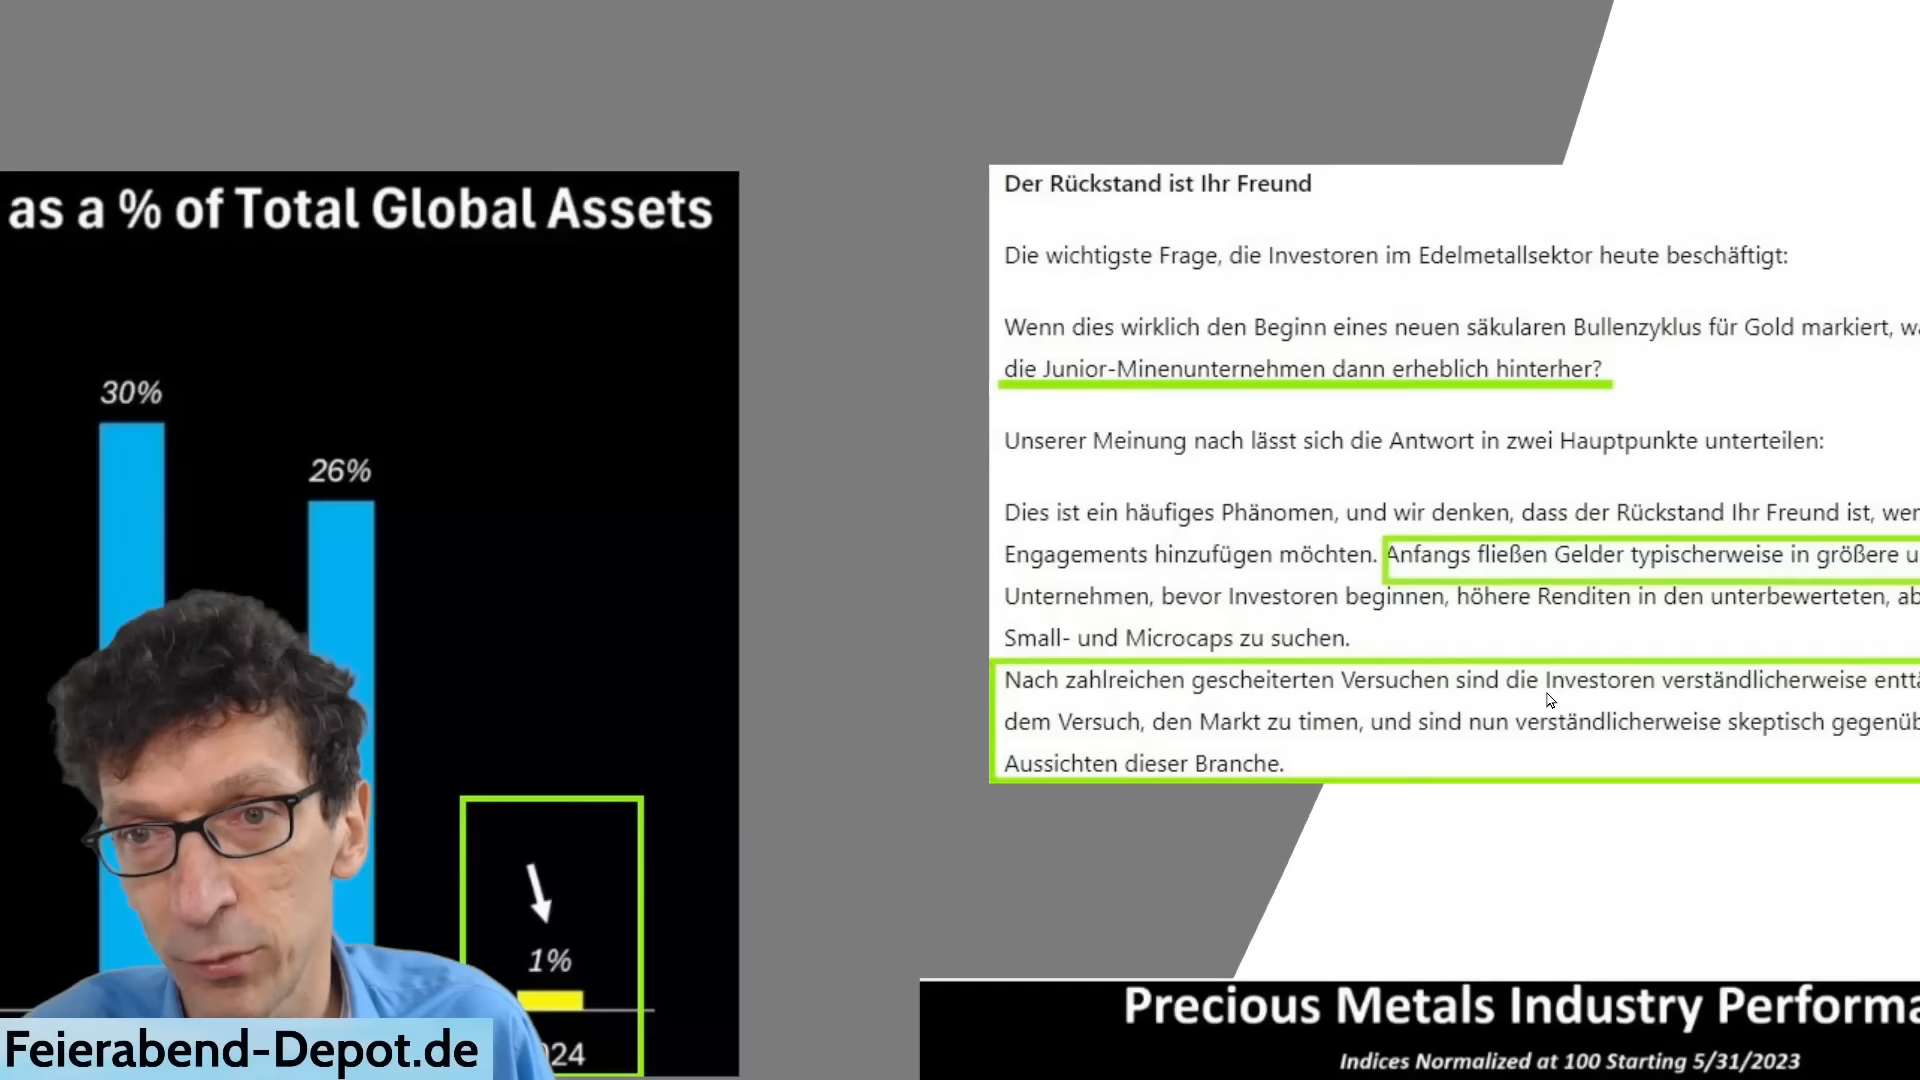 as a % of Total Global Assets
30%
26%
1%
24
Feierabend-Depot.de
Der Rückstand ist Ihr Freund
Die wichtigste Frage, die Investoren im Edelmetallsektor heute beschäftigt:
Wenn dies wirklich den Beginn eines neuen säkularen Bullenzyklus für Gold markiert,
die Junior-Minenunternehmen dann erheblich hinterher?
Unserer Meinung nach lässt sich die Antwort in zwei Hauptpunkte unterteilen:
Dies ist ein häufiges Phänomen, und wir denken, dass der Rückstand Ihr Freund ist,
Engagements hinzufügen möchten. Anfangs fließen Gelder typischerweise in größere
Unternehmen, bevor Investoren beginnen, höhere Renditen in den unterbewerteten,
Small- und Microcaps zu suchen.
Nach zahlreichen gescheiterten Versuchen sind die Investoren verständlicherweise
dem Versuch, den Markt zu timen, und sind nun verständlicherweise skeptisch
Aussichten dieser Branche.
Precious Metals Industry
Indices Normalized at 100 Starting 5/31/2023